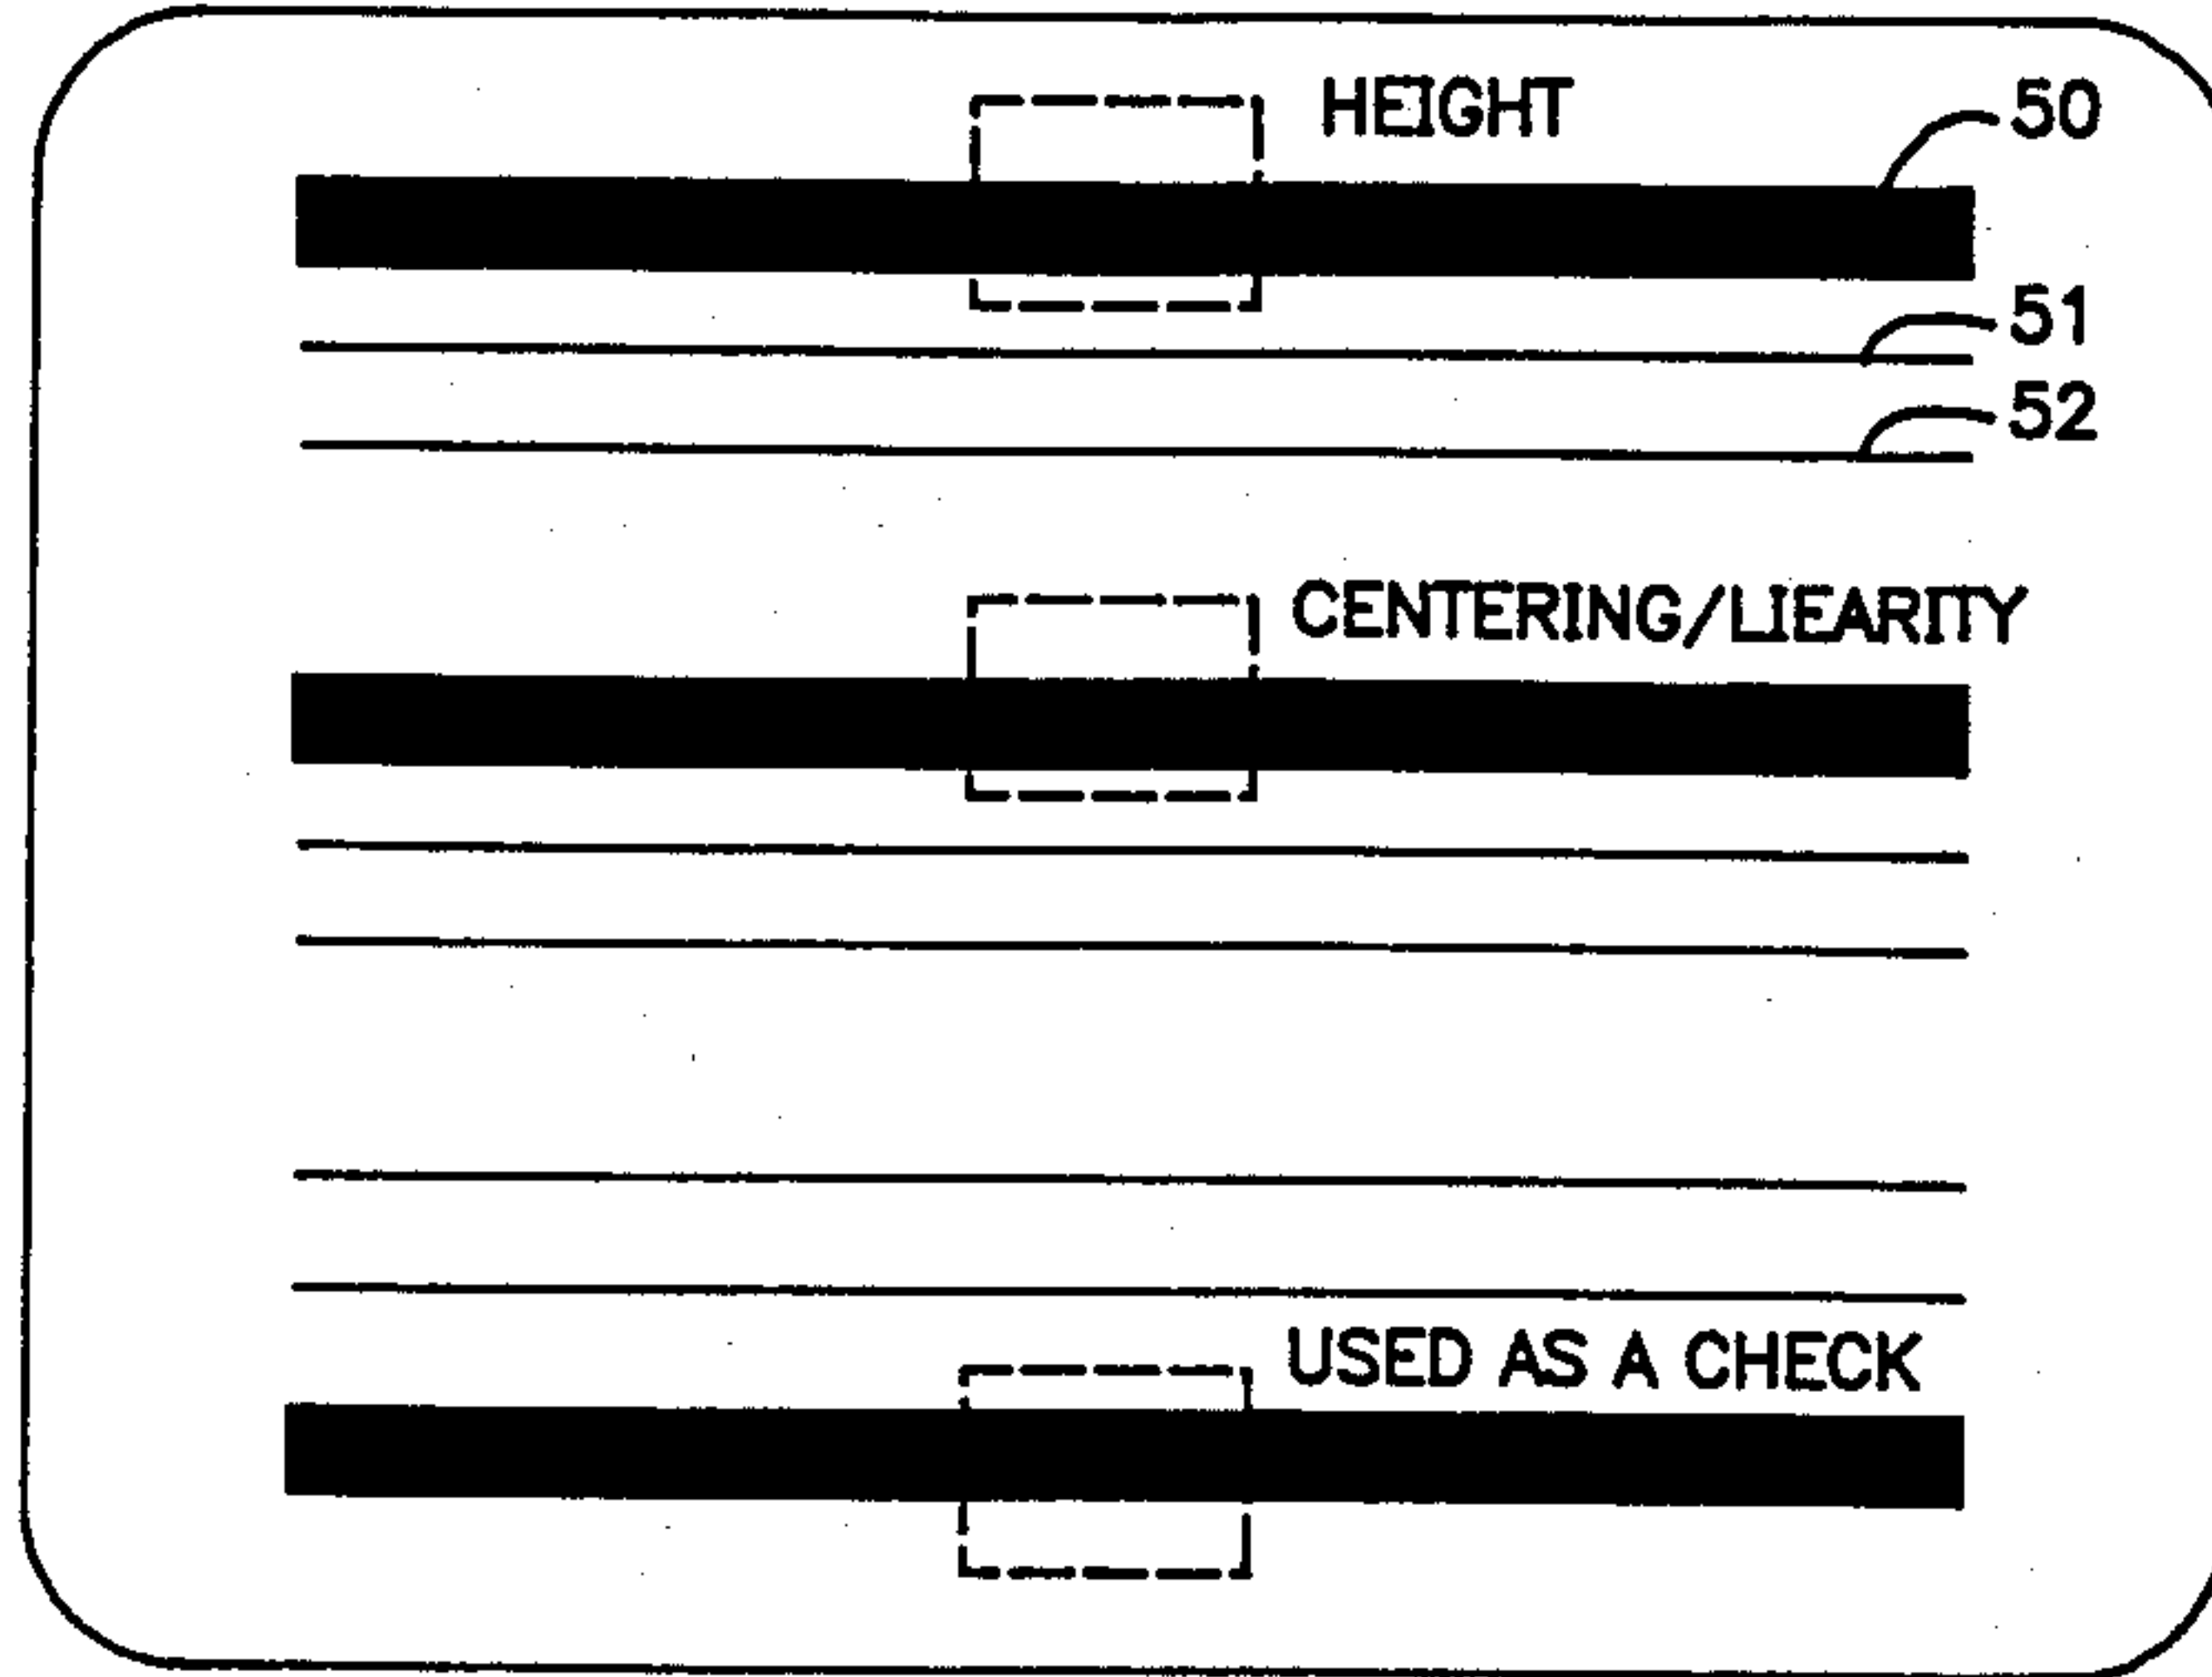 HEIGHT
50
51
52
CENTERING/LIEARITY
USED AS A CHECK